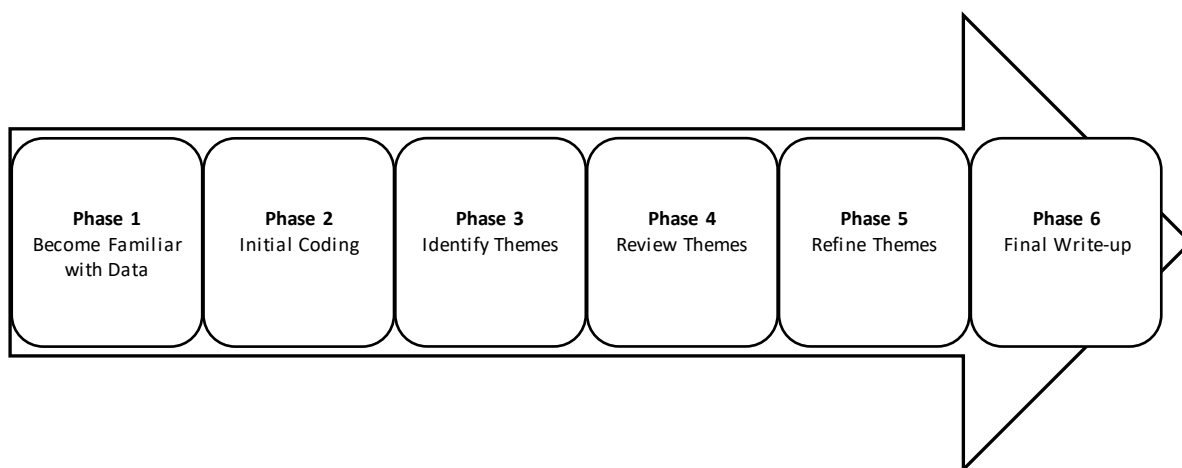 Phase 1
Become Familiar
with Data
Phase 2
Initial Coding
Phase 3
Identify Themes
Phase 4
Review Themes
Phase 5
Refine Themes
Phase 6
Final Write-up